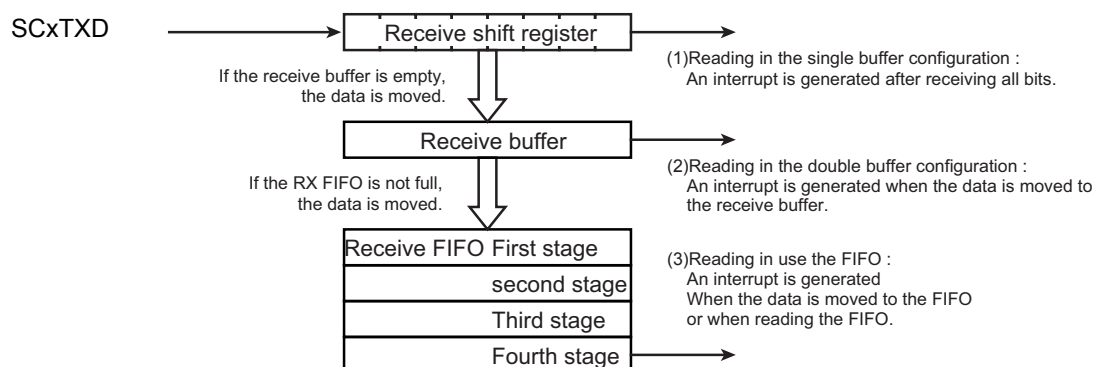 SCxTXD
Receive shift register
(1)Reading in the single buffer configuration :
An interrupt is generated after receiving all bits.
If the receive buffer is empty,
the data is moved.
Receive buffer
(2)Reading in the double buffer configuration :
An interrupt is generated when the data is moved to
the receive buffer.
If the RX FIFO is not full,
the data is moved.
Receive FIFO First stage
second stage
Third stage
Fourth stage
(3)Reading in use the FIFO :
An interrupt is generated
When the data is moved to the FIFO
or when reading the FIFO.